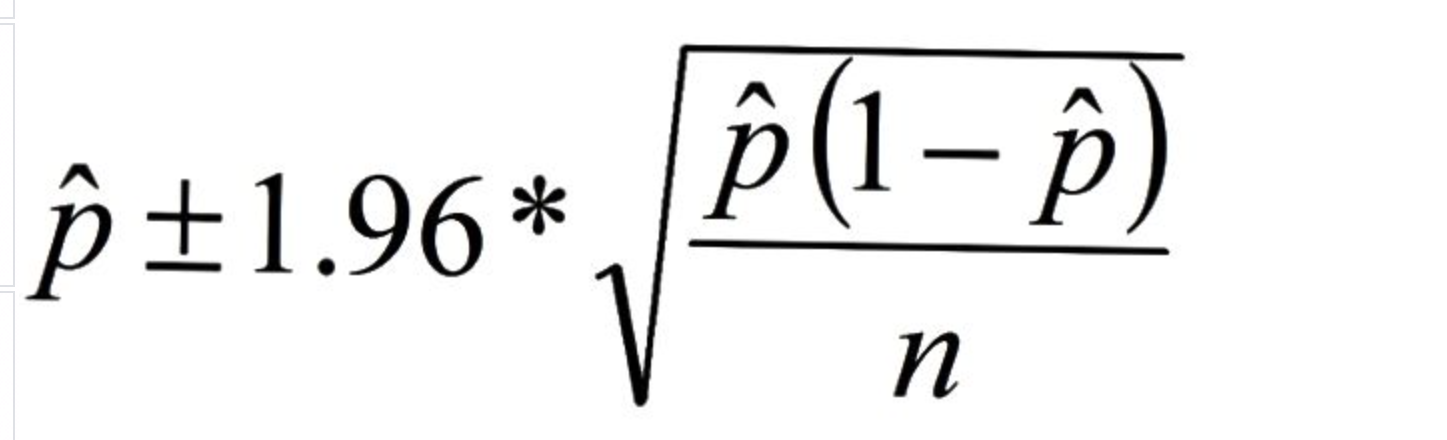 p̂ ± 1.96 * √(p̂(1 − p̂) / n)